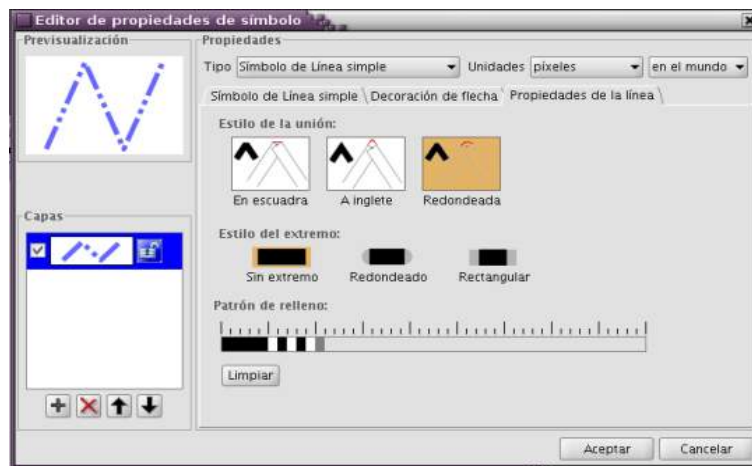 Editor de propiedades de símbolo
Previsualización
Propiedades
Tipo Símbolo de Línea simple Unidades píxeles en el mundo
Símbolo de Línea simple Decoración de flecha Propiedades de la línea
Estilo de la unión:
En escuadra A inglete Redondeada
Capas
Estilo del extremo:
Sin extremo Redondeado Rectangular
Patrón de relleno:
Limpiar
Aceptar Cancelar